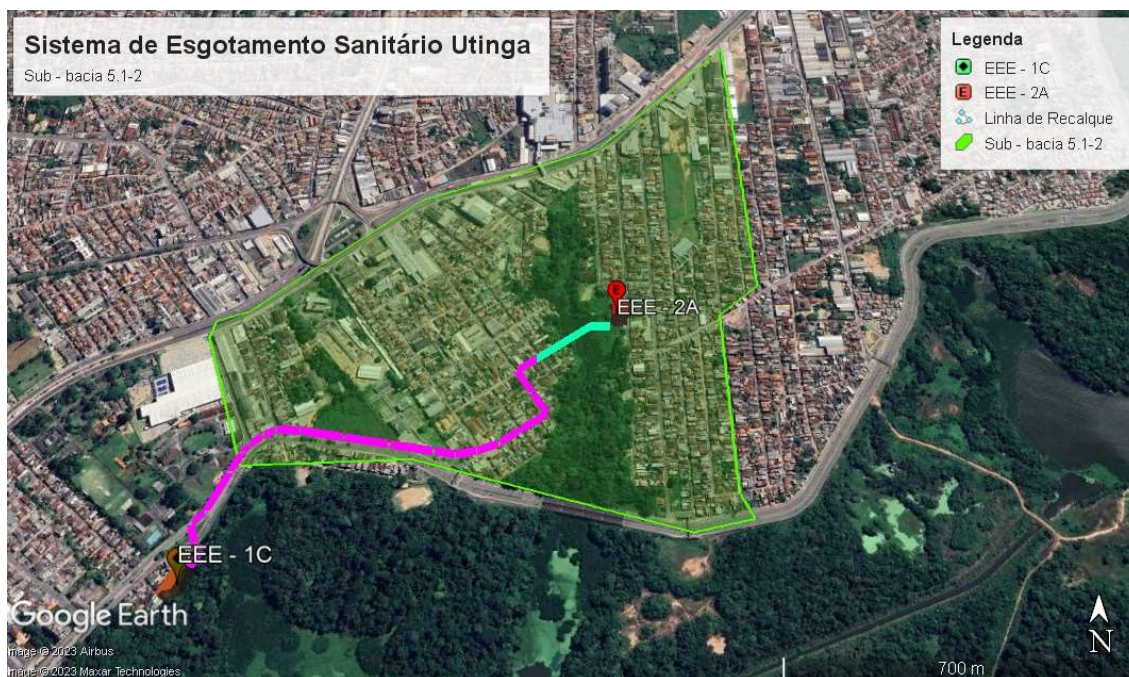 Sistema de Esgotamento Sanitário Utinga
Sub - bacia 5.1-2
Legenda
EEE - 1C
E EEE - 2A
Linha de Recalque
Sub - bacia 5.1-2
E
EEE - 2A
EEE - 1C
Google Earth
Image © 2023 Airbus
Image © 2023 Maxar Technologies
700 m
N